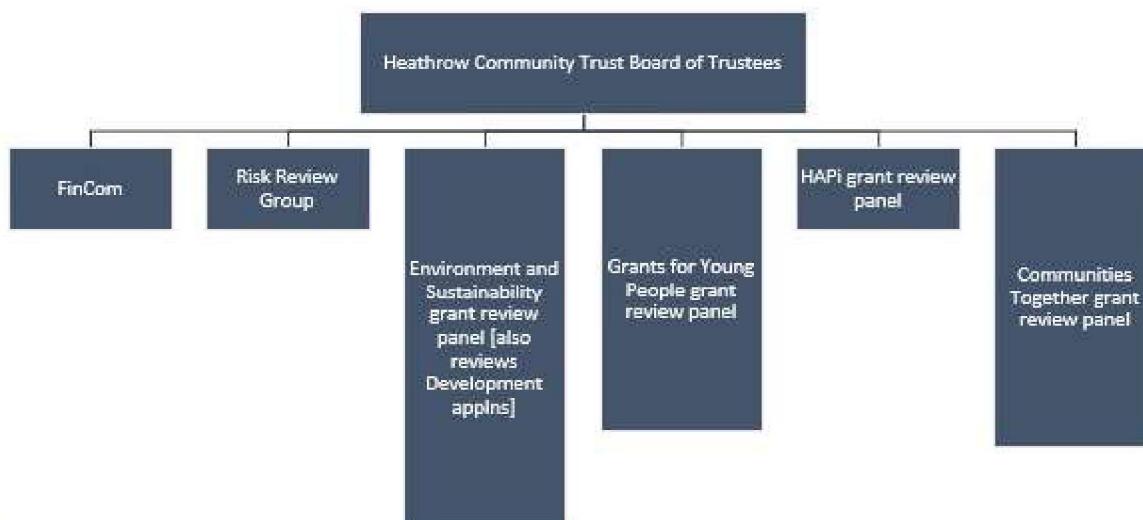 Heathrow Community Trust Board of Trustees
FinCom
Risk Review
Group
Environment and
Sustainability
grant review
panel [also
reviews
Development
applns]
Grants for Young
People grant
review panel
HAPi grant review
panel
Communities
Together grant
review panel